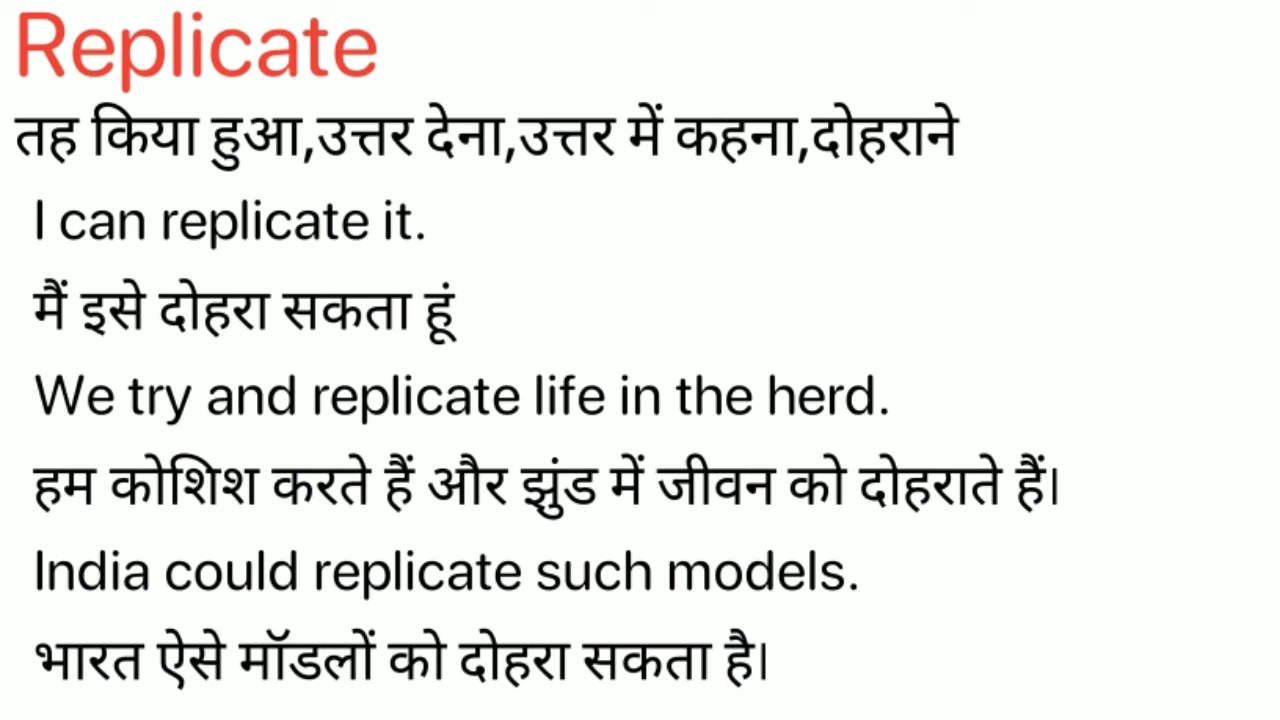 Replicate
तह किया हुआ,उत्तर देना,उत्तर में कहना,दोहराने
I can replicate it.
मैं इसे दोहरा सकता हूं
We try and replicate life in the herd.
हम कोशिश करते हैं और झुंड में जीवन को दोहराते हैं।
India could replicate such models.
भारत ऐसे मॉडलों को दोहरा सकता है।